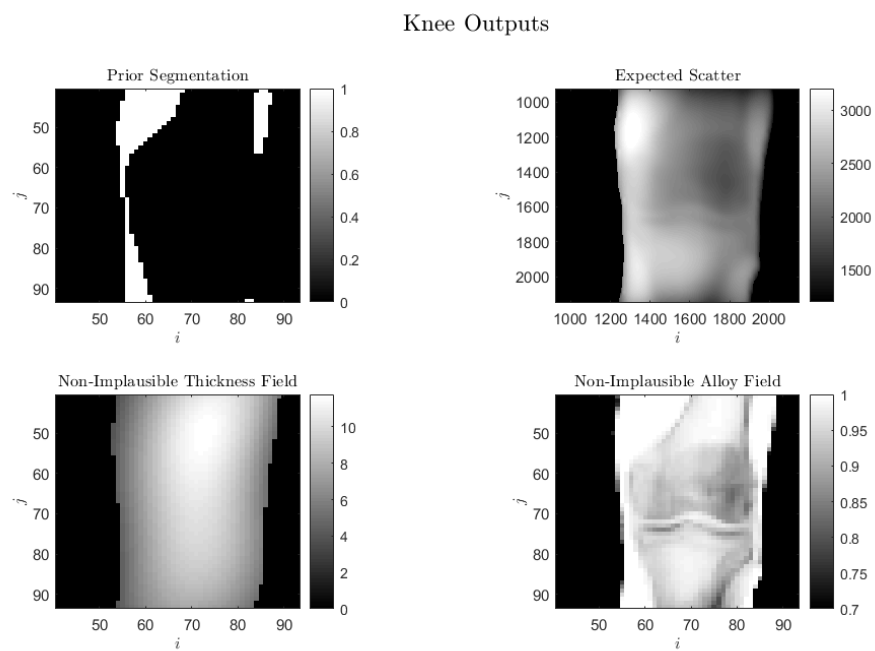 Knee Outputs
Prior Segmentation
50
60
70
80
90
j
50 60 70 80 90
i
1
0.8
0.6
0.4
0.2
0
Expected Scatter
1000
1200
1400
1600
1800
2000
j
1000 1200 1400 1600 1800 2000
i
3000
2500
2000
1500
Non-Implausible Thickness Field
50
60
70
80
90
j
50 60 70 80 90
i
10
8
6
4
2
0
Non-Implausible Alloy Field
50
60
70
80
90
j
50 60 70 80 90
i
1
0.95
0.9
0.85
0.8
0.75
0.7